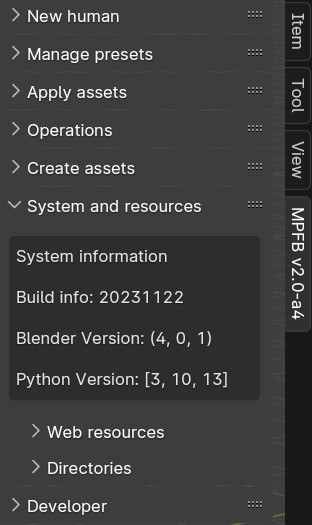 New human
Manage presets
Apply assets
Operations
Create assets
System and resources
System information
Build info: 20231122
Blender Version: (4, 0, 1)
Python Version: [3, 10, 13]
Web resources
Directories
Developer
Item
Tool
View
MPFB v2.0-a4